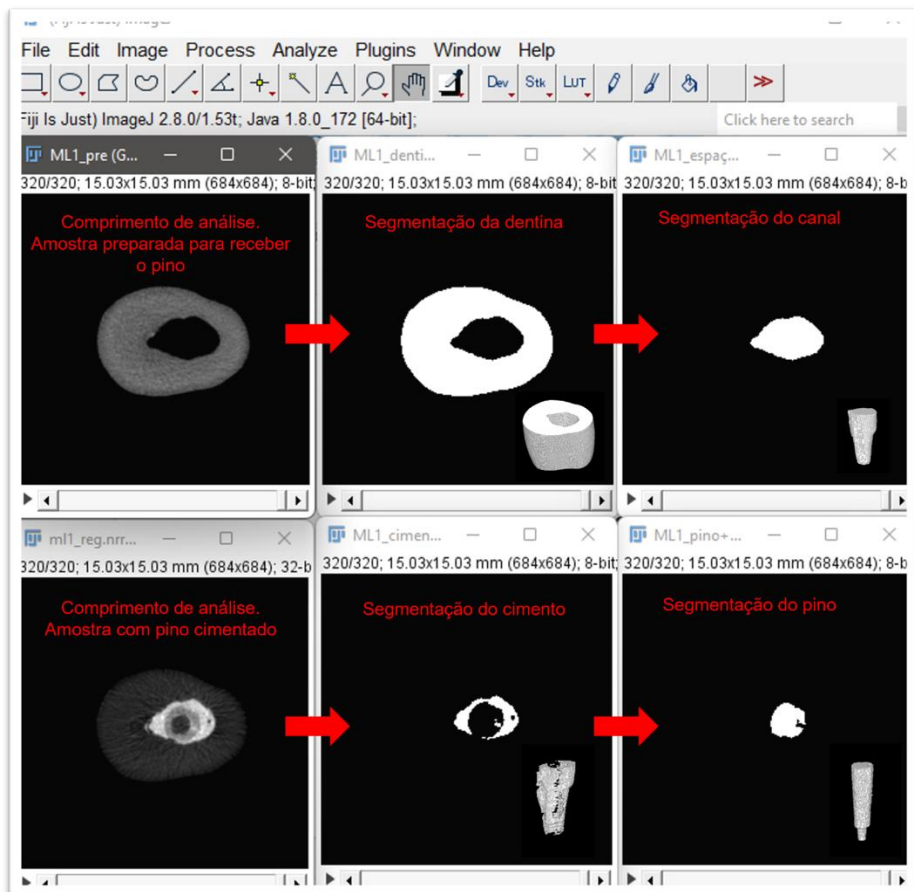 File Edit Image Process Analyze Plugins Window Help
Dev Stk LUT
Fiji Is Just) ImageJ 2.8.0/1.53t; Java 1.8.0_172 [64-bit];
Click here to search
ML1_pre (G...
320/320; 15.03x15.03 mm (684x684); 8-bit;
Comprimento de análise.
Amostra preparada para receber
o pino
ML1_denti...
320/320; 15.03x15.03 mm (684x684); 8-bit
Segmentação da dentina
ML1_espaç...
320/320; 15.03x15.03 mm (684x684); 8-b
Segmentação do canal
ml1_reg.nrr...
320/320; 15.03x15.03 mm (684x684); 32-b
Comprimento de análise.
Amostra com pino cimentado
ML1_cimen...
320/320; 15.03x15.03 mm (684x684); 8-bit;
Segmentação do cimento
ML1_pino+...
320/320; 15.03x15.03 mm (684x684); 8-b
Segmentação do pino